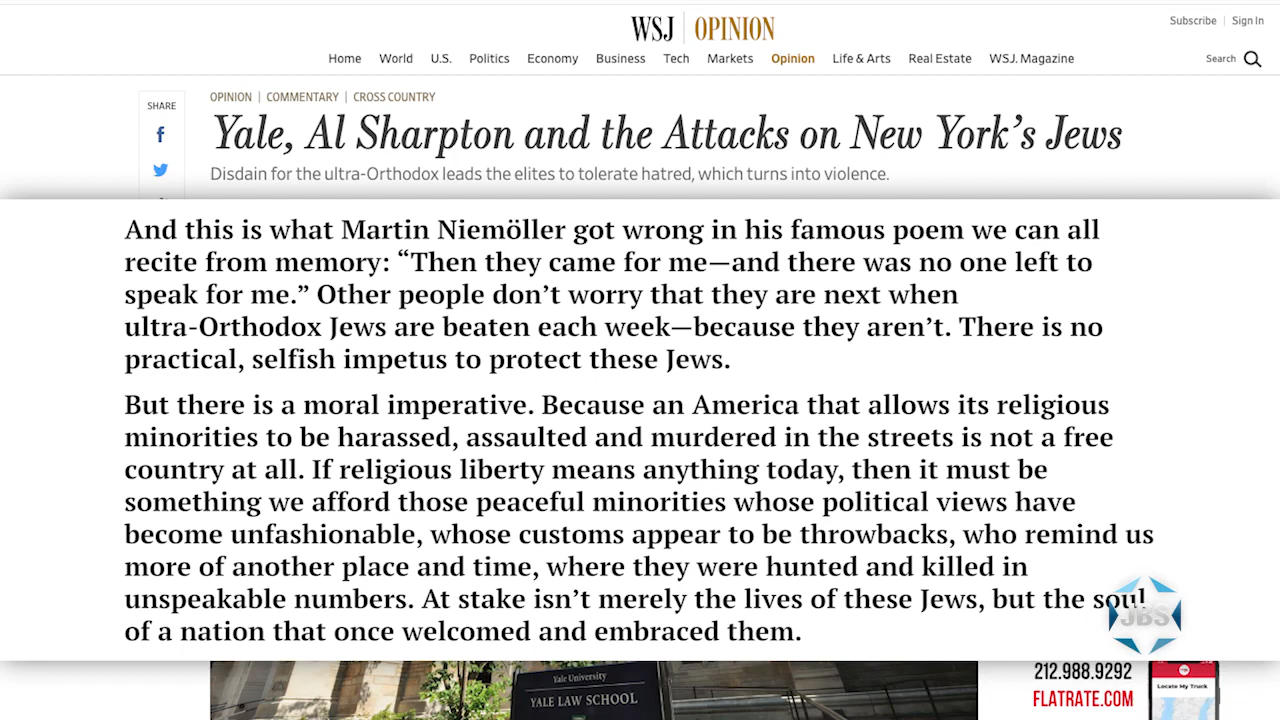 WSJ OPINION
Subscribe Sign In
Home World U.S. Politics Economy Business Tech Markets Opinion Life & Arts Real Estate WSJ. Magazine
Search
SHARE
OPINION | COMMENTARY | CROSS COUNTRY
Yale, Al Sharpton and the Attacks on New York’s Jews
Disdain for the ultra-Orthodox leads the elites to tolerate hatred, which turns into violence.
And this is what Martin Niemöller got wrong in his famous poem we can all
recite from memory: “Then they came for me—and there was no one left to
speak for me.” Other people don’t worry that they are next when
ultra-Orthodox Jews are beaten each week—because they aren’t. There is no
practical, selfish impetus to protect these Jews.
But there is a moral imperative. Because an America that allows its religious
minorities to be harassed, assaulted and murdered in the streets is not a free
country at all. If religious liberty means anything today, then it must be
something we afford those peaceful minorities whose political views have
become unfashionable, whose customs appear to be throwbacks, who remind us
more of another place and time, where they were hunted and killed in
unspeakable numbers. At stake isn’t merely the lives of these Jews, but the soul
of a nation that once welcomed and embraced them.
JBS
Yale University
YALE LAW SCHOOL
212.988.9292
FLATRATE.COM
Locate My Truck